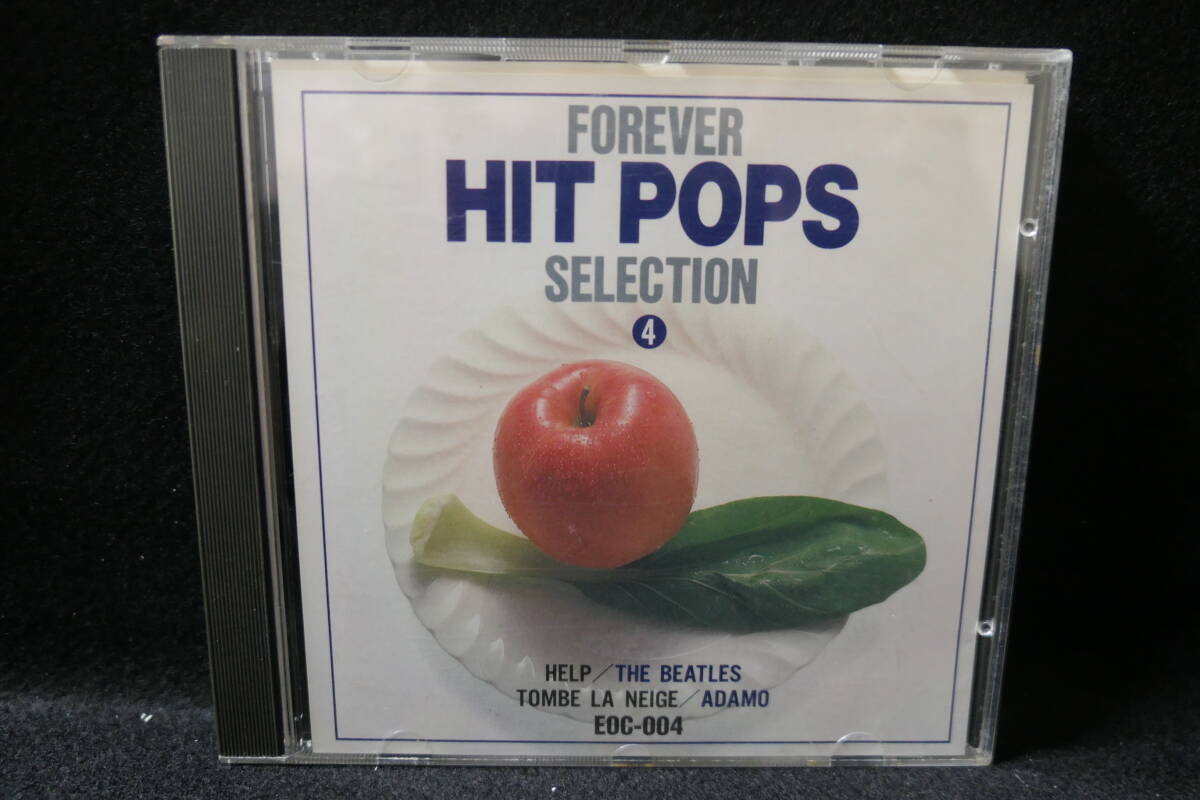 FOREVER
HIT POPS
SELECTION
4
HELP/THE BEATLES
TOMBE LA NEIGE/ADAMO
EOC-004